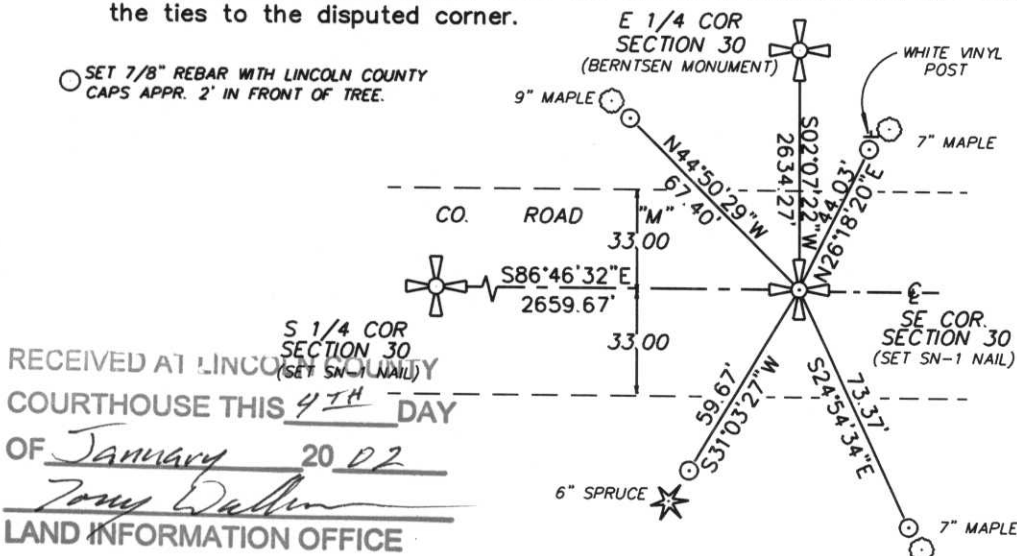 the ties to the disputed corner.
SET 7/8" REBAR WITH LINCOLN COUNTY
CAPS APPR. 2' IN FRONT OF TREE.
E 1/4 COR
SECTION 30
(BERNTSEN MONUMENT)
WHITE VINYL
POST
9" MAPLE
7" MAPLE
N44°50'29"W
67.40'
S02°07'22"W
2634.27'
44.03'
N26°18'20"E
CO. ROAD "M"
33.00
S86°46'32"E
2659.67'
33.00
S 1/4 COR
SECTION 30
(SET SN-1 NAIL)
SE COR.
SECTION 30
(SET SN-1 NAIL)
59.67'
S31°03'27"W
73.37'
S24°54'34"E
6" SPRUCE
7" MAPLE
RECEIVED AT LINCOLN COUNTY
COURTHOUSE THIS 4TH DAY
OF January 20 02
LAND INFORMATION OFFICE